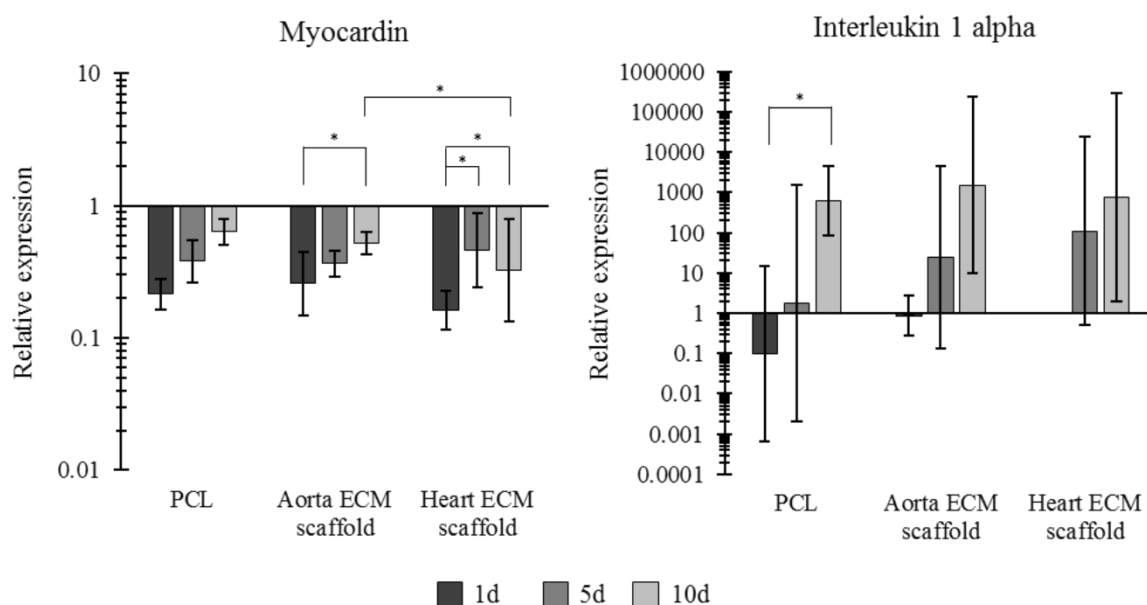 Myocardin
10
1
0.1
0.01
Relative expression
*
*
*
*
PCL
Aorta ECM
scaffold
Heart ECM
scaffold
Interleukin 1 alpha
1000000
100000
10000
1000
100
10
1
0.1
0.01
0.001
0.0001
Relative expression
*
PCL
Aorta ECM
scaffold
Heart ECM
scaffold
1d
5d
10d